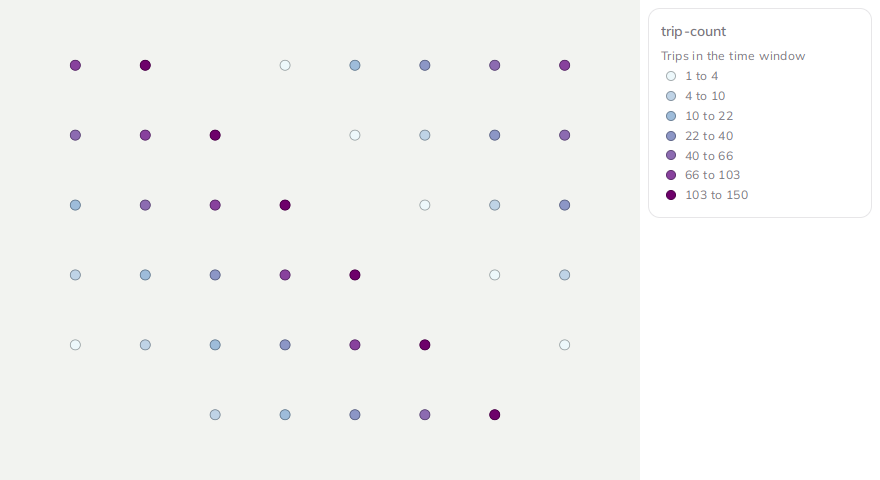 trip-count
Trips in the time window
1 to 4
4 to 10
10 to 22
22 to 40
40 to 66
66 to 103
103 to 150